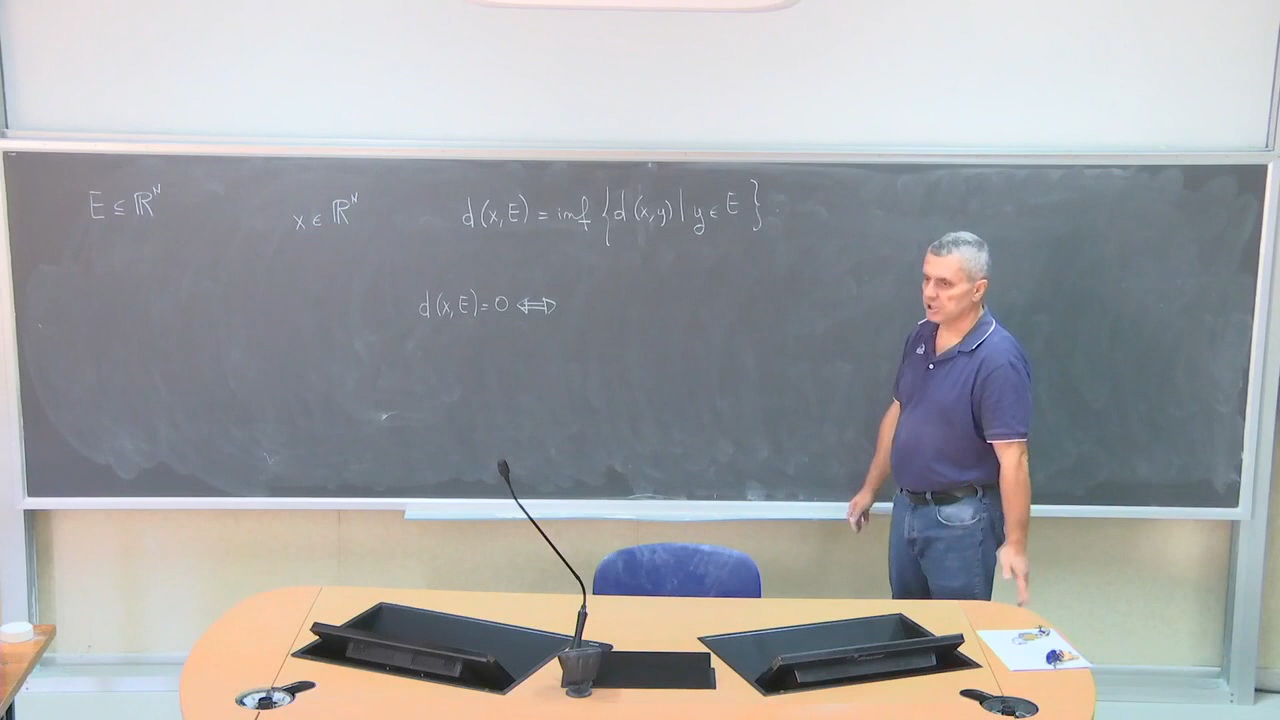 E ⊆ ℝᴺ x ∈ ℝᴺ d(x,E) = inf { d(x,y) | y ∈ E }
d(x,E) = 0 ⟺